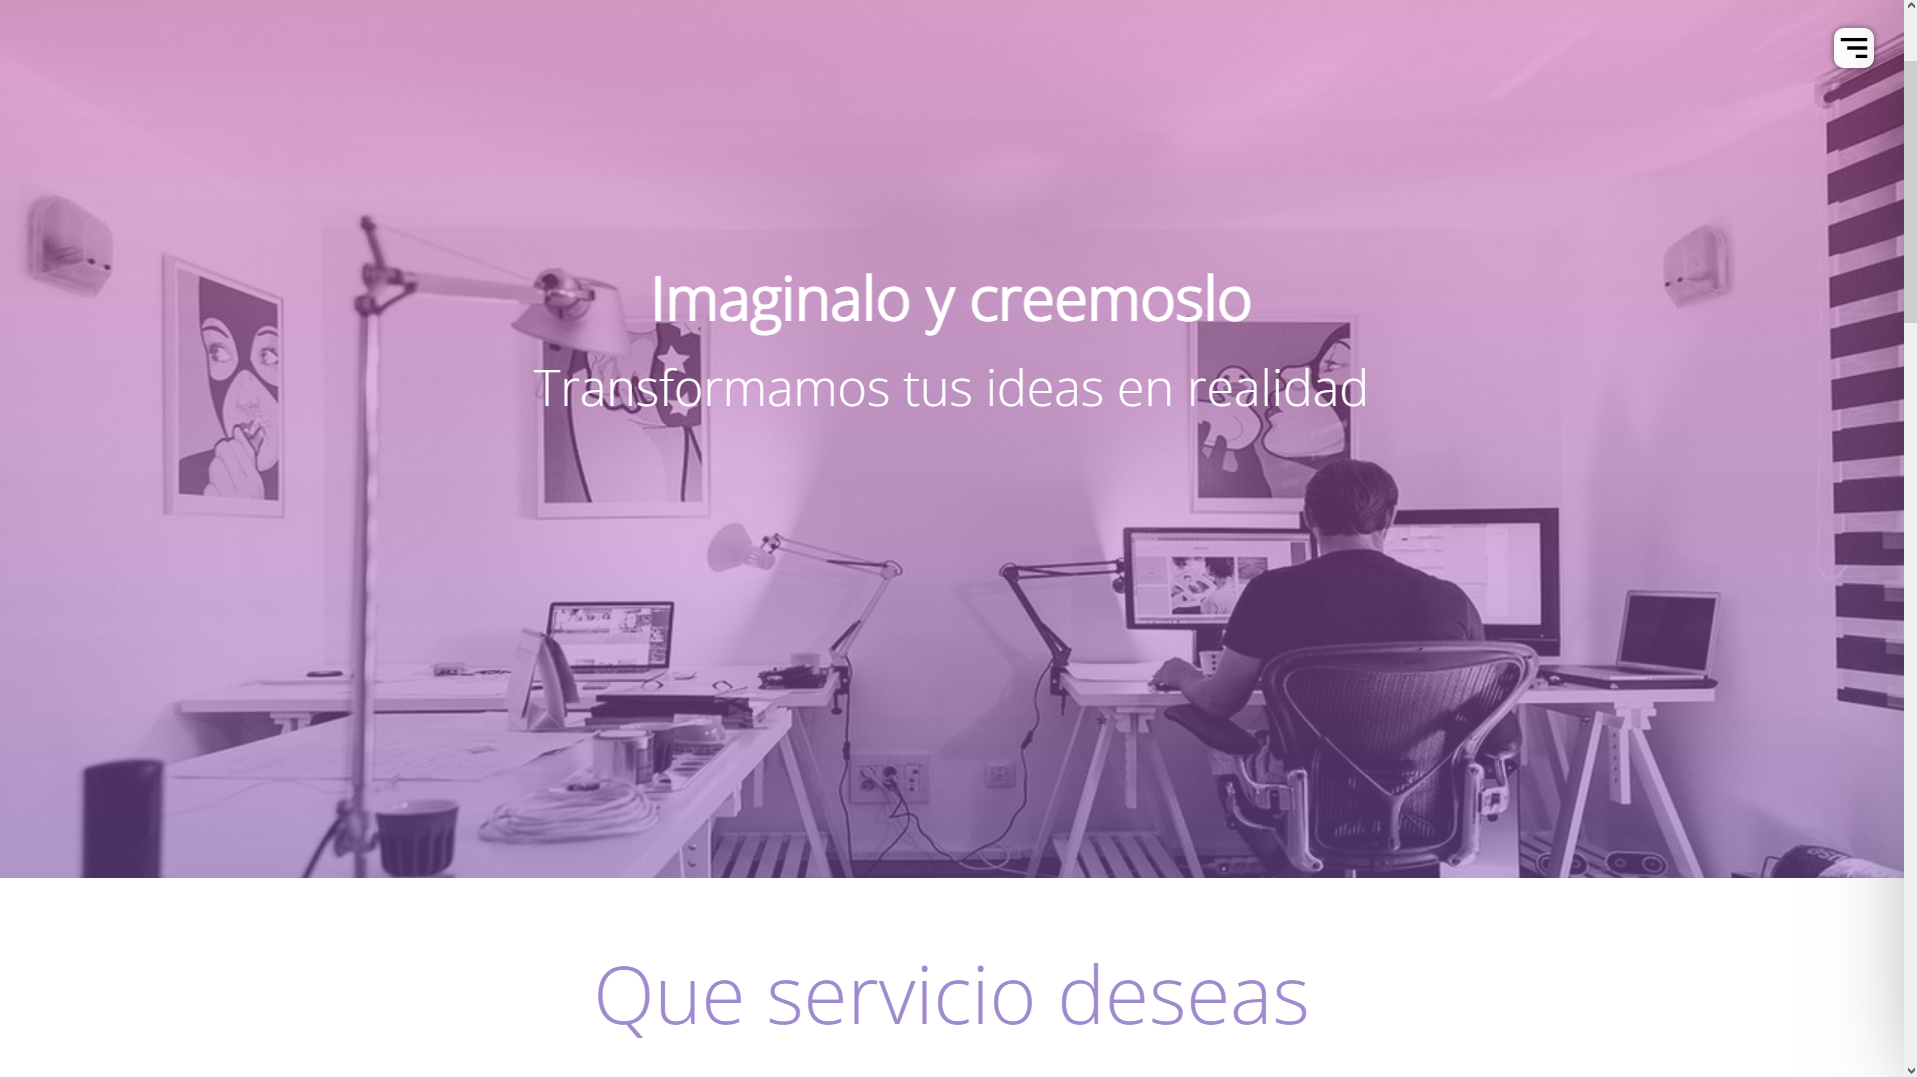 Imaginalo y creemoslo
Transformamos tus ideas en realidad
Que servicio deseas